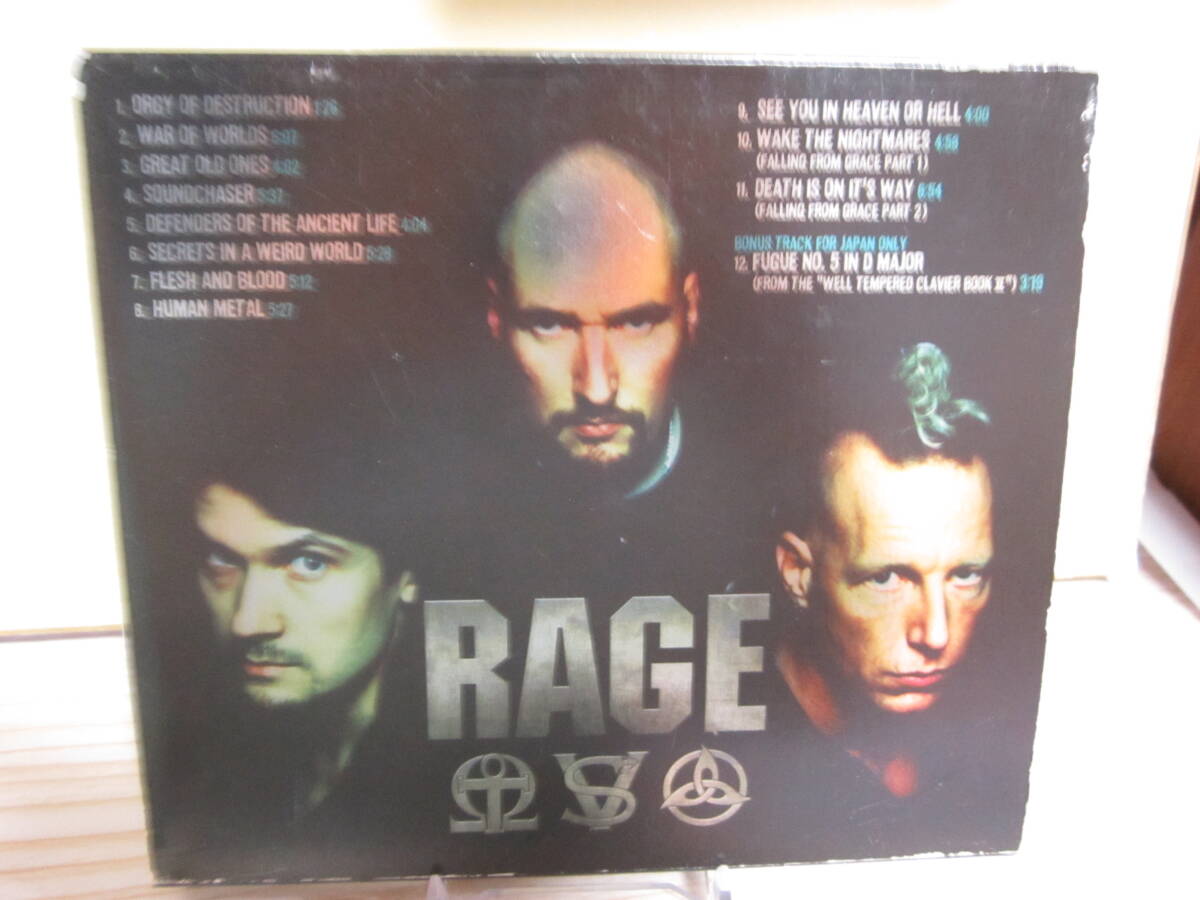 1. ORGY OF DESTRUCTION 1:26
2. WAR OF WORLDS 5:07
3. GREAT OLD ONES 4:02
4. SOUNDCHASER 5:37
5. DEFENDERS OF THE ANCIENT LIFE 4:04
6. SECRETS IN A WEIRD WORLD 5:28
7. FLESH AND BLOOD 5:12
8. HUMAN METAL 5:27
9. SEE YOU IN HEAVEN OR HELL 4:00
10. WAKE THE NIGHTMARES 4:58
(FALLING FROM GRACE PART 1)
11. DEATH IS ON IT'S WAY 6:54
(FALLING FROM GRACE PART 2)
BONUS TRACK FOR JAPAN ONLY
12. FUGUE NO. 5 IN D MAJOR
(FROM THE "WELL TEMPERED CLAVIER BOOK II") 3:19
RAGE